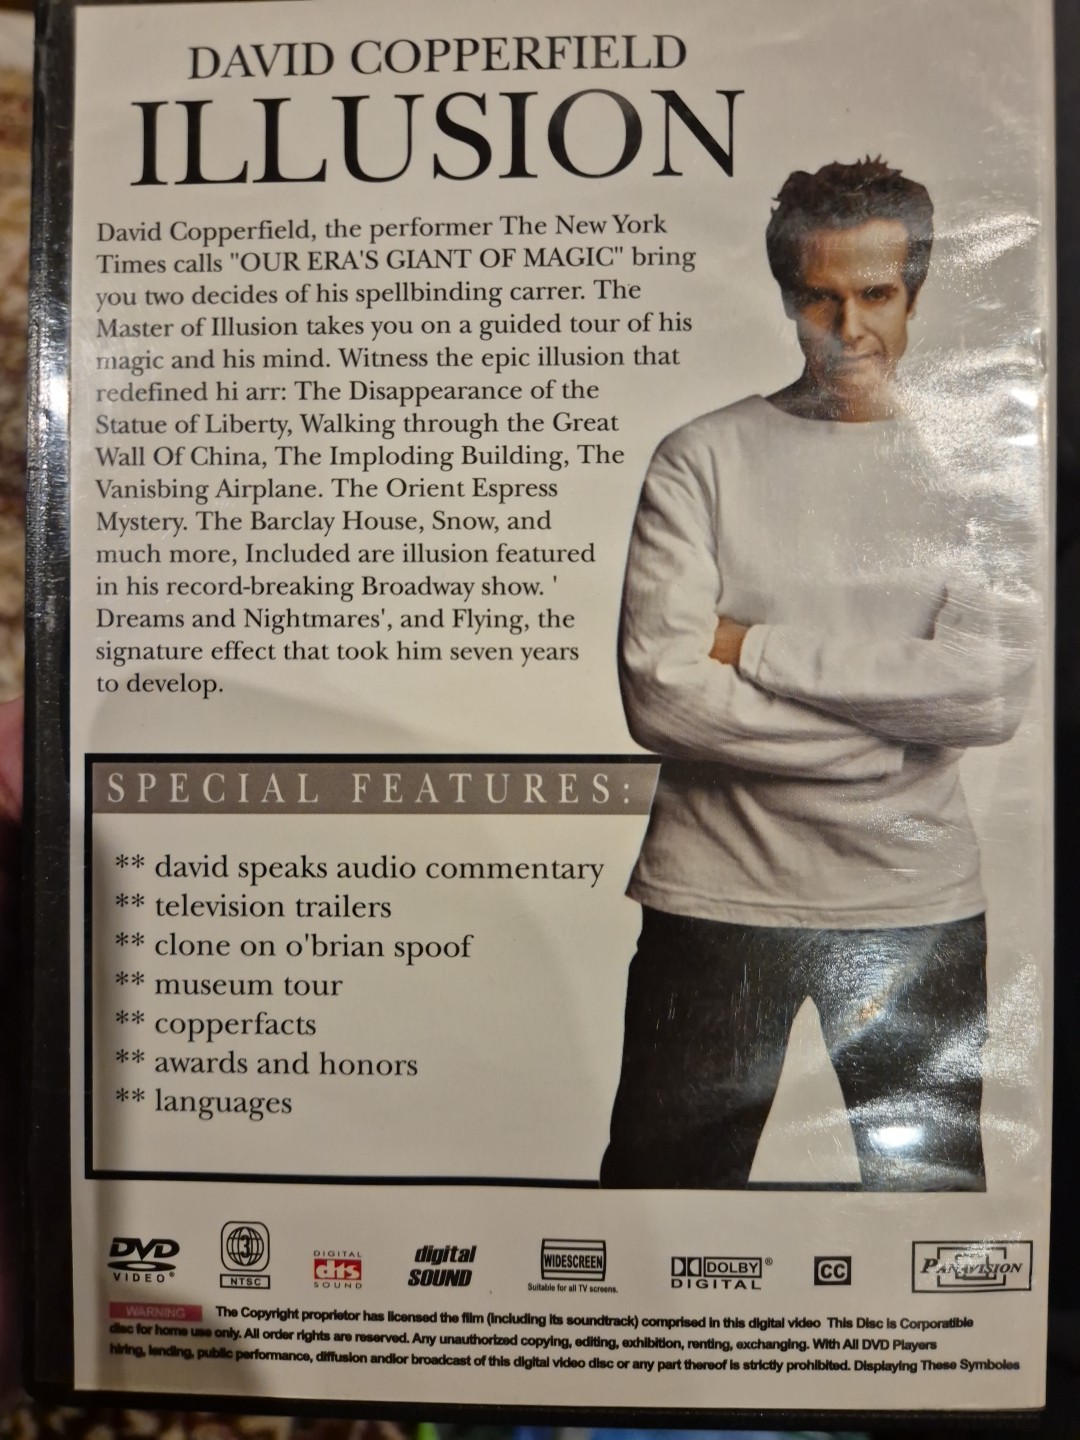 DAVID COPPERFIELD
ILLUSION
David Copperfield, the performer The New York
Times calls "OUR ERA'S GIANT OF MAGIC" bring
you two decides of his spellbinding carrer. The
Master of Illusion takes you on a guided tour of his
magic and his mind. Witness the epic illusion that
redefined hi arr: The Disappearance of the
Statue of Liberty, Walking through the Great
Wall Of China, The Imploding Building, The
Vanisbing Airplane. The Orient Espress
Mystery. The Barclay House, Snow, and
much more, Included are illusion featured
in his record-breaking Broadway show. '
Dreams and Nightmares', and Flying, the
signature effect that took him seven years
to develop.
SPECIAL FEATURES:
** david speaks audio commentary
** television trailers
** clone on o'brian spoof
** museum tour
** copperfacts
** awards and honors
** languages
DVD VIDEO®
3 NTSC
DIGITAL dts SOUND
digital SOUND
WIDESCREEN
Suitable for all TV screens.
DOLBY® DIGITAL
CC
PANAVISION
WARNING The Copyright proprietor has licensed the film (including its soundtrack) comprised in this digital video This Disc is Corporatible
disc for home use only. All order rights are reserved. Any unauthorized copying, editing, exhibition, renting, exchanging. With All DVD Players
hiring, lending, public performance, diffusion andior broadcast of this digital video disc or any part thereof is strictly prohibited. Displaying These Symboles